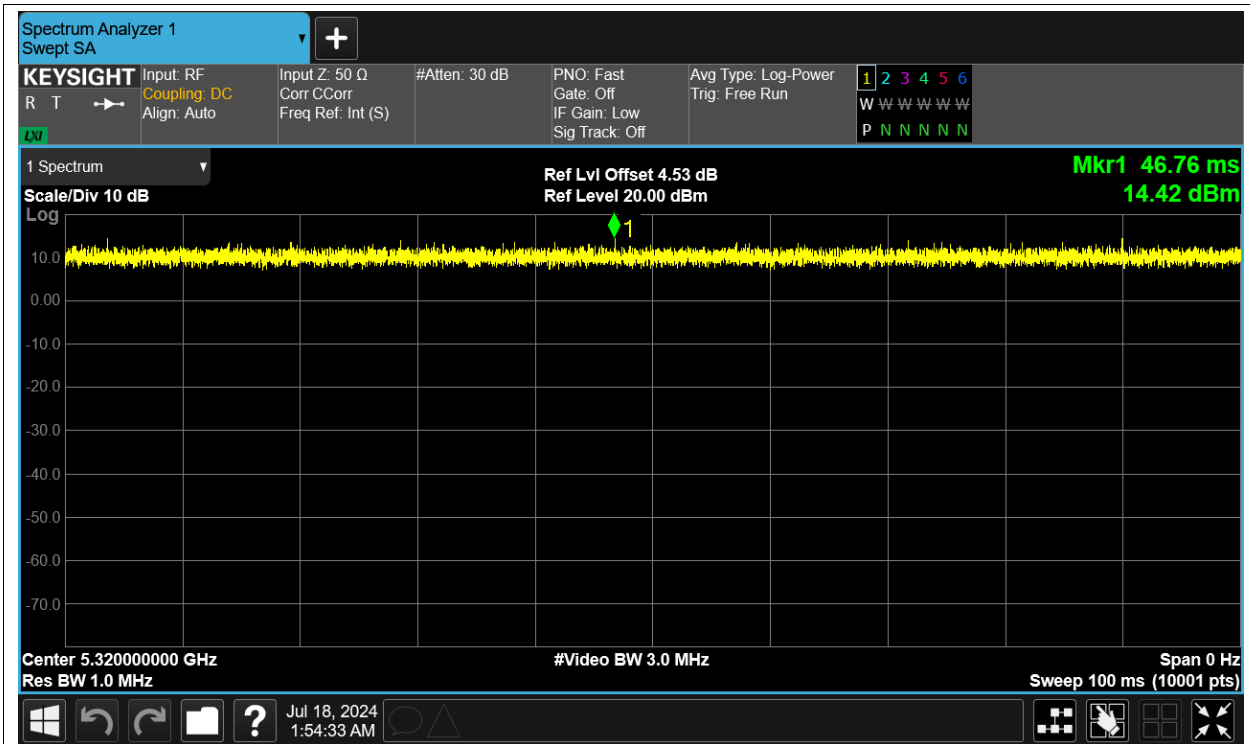 Spectrum Analyzer 1
Swept SA
KEYSIGHT
R T
LXI
Input: RF
Coupling: DC
Align: Auto
Input Z: 50 Ω
Corr CCorr
Freq Ref: Int (S)
#Atten: 30 dB
PNO: Fast
Gate: Off
IF Gain: Low
Sig Track: Off
Avg Type: Log-Power
Trig: Free Run
1 2 3 4 5 6
W W W W W W
P N N N N N
1 Spectrum
Scale/Div 10 dB
Log
Ref Lvl Offset 4.53 dB
Ref Level 20.00 dBm
Mkr1 46.76 ms
14.42 dBm
1
10.0
0.00
-10.0
-20.0
-30.0
-40.0
-50.0
-60.0
-70.0
Center 5.320000000 GHz
Res BW 1.0 MHz
#Video BW 3.0 MHz
Span 0 Hz
Sweep 100 ms (10001 pts)
?
Jul 18, 2024
1:54:33 AM